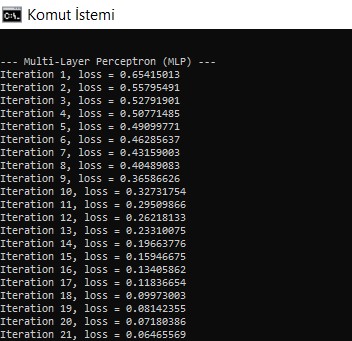 Komut İstemi
--- Multi-Layer Perceptron (MLP) ---
Iteration 1, loss = 0.65415013
Iteration 2, loss = 0.55795491
Iteration 3, loss = 0.52791901
Iteration 4, loss = 0.50771485
Iteration 5, loss = 0.49099771
Iteration 6, loss = 0.46285637
Iteration 7, loss = 0.43159003
Iteration 8, loss = 0.40489083
Iteration 9, loss = 0.36586626
Iteration 10, loss = 0.32731754
Iteration 11, loss = 0.29509866
Iteration 12, loss = 0.26218133
Iteration 13, loss = 0.23310075
Iteration 14, loss = 0.19663776
Iteration 15, loss = 0.15946675
Iteration 16, loss = 0.13405862
Iteration 17, loss = 0.11836654
Iteration 18, loss = 0.09973003
Iteration 19, loss = 0.08142355
Iteration 20, loss = 0.07180386
Iteration 21, loss = 0.06465569